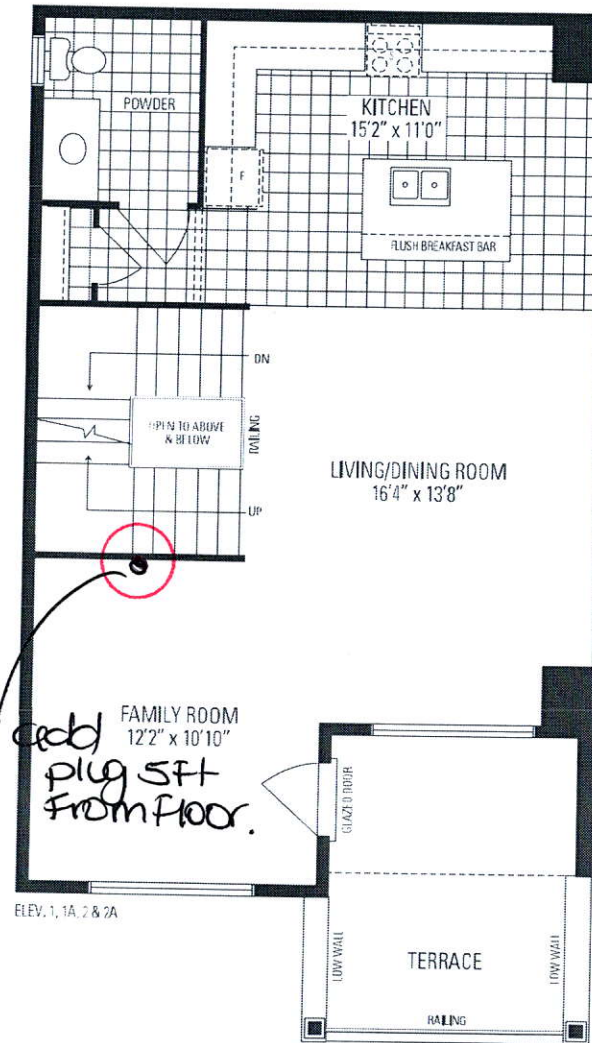 POWDER
KITCHEN
15'2" x 11'0"
F
FLUSH BREAKFAST BAR
DN
OPEN TO ABOVE
& BELOW
RAILING
UP
LIVING/DINING ROOM
16'4" x 13'8"
FAMILY ROOM
12'2" x 10'10"
add
plug 5Ft
From Floor.
GLAZED DOOR
ELEV. 1, 1A, 2 & 2A
LOW WALL
TERRACE
LOW WALL
RAILING